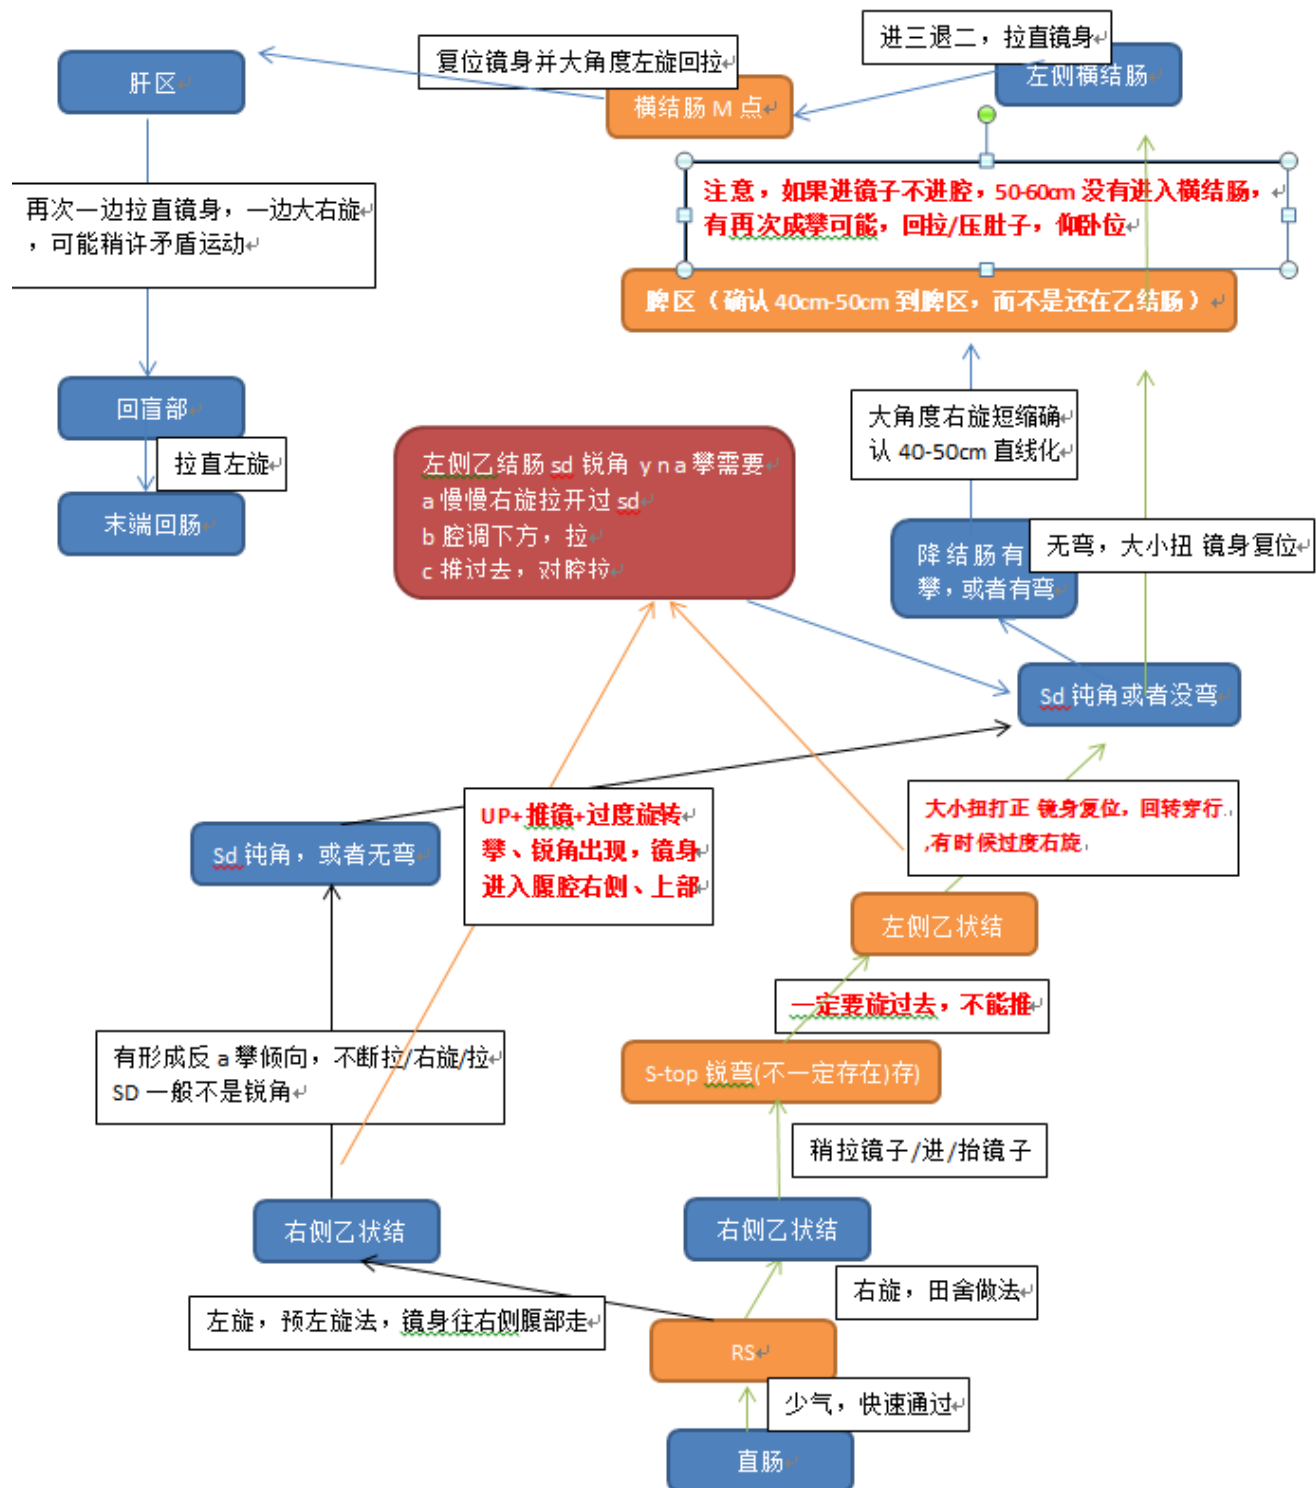 进三退二，拉直镜身
复位镜身并大角度左旋回拉
肝区
左侧横结肠
横结肠 M 点
注意，如果进镜子不进腔，50-60cm 没有进入横结肠，
有再次成攀可能，回拉/压肚子，仰卧位
再次一边拉直镜身，一边大右旋
，可能稍许矛盾运动
脾区（确认 40cm-50cm 到脾区，而不是还在乙结肠）
回盲部
大角度右旋短缩确
认 40-50cm 直线化
拉直左旋
左侧乙结肠 sd 锐角 y n a 攀需要
a 慢慢右旋拉开过 sd
b 腔调下方，拉
c 推过去，对腔拉
末端回肠
降结肠有
攀，或者有弯
无弯，大小扭 镜身复位
Sd 钝角或者没弯
UP+推镜+过度旋转
攀、锐角出现，镜身
进入腹腔右侧、上部
大小扭打正 镜身复位，回转穿行
,有时候过度右旋
Sd 钝角，或者无弯
左侧乙状结
一定要旋过去，不能推
有形成反 a 攀倾向，不断拉/右旋/拉
SD 一般不是锐角
S-top 锐弯(不一定存在)存)
稍拉镜子/进/抬镜子
右侧乙状结
右侧乙状结
右旋，田舍做法
左旋，预左旋法，镜身往右侧腹部走
RS
少气，快速通过
直肠